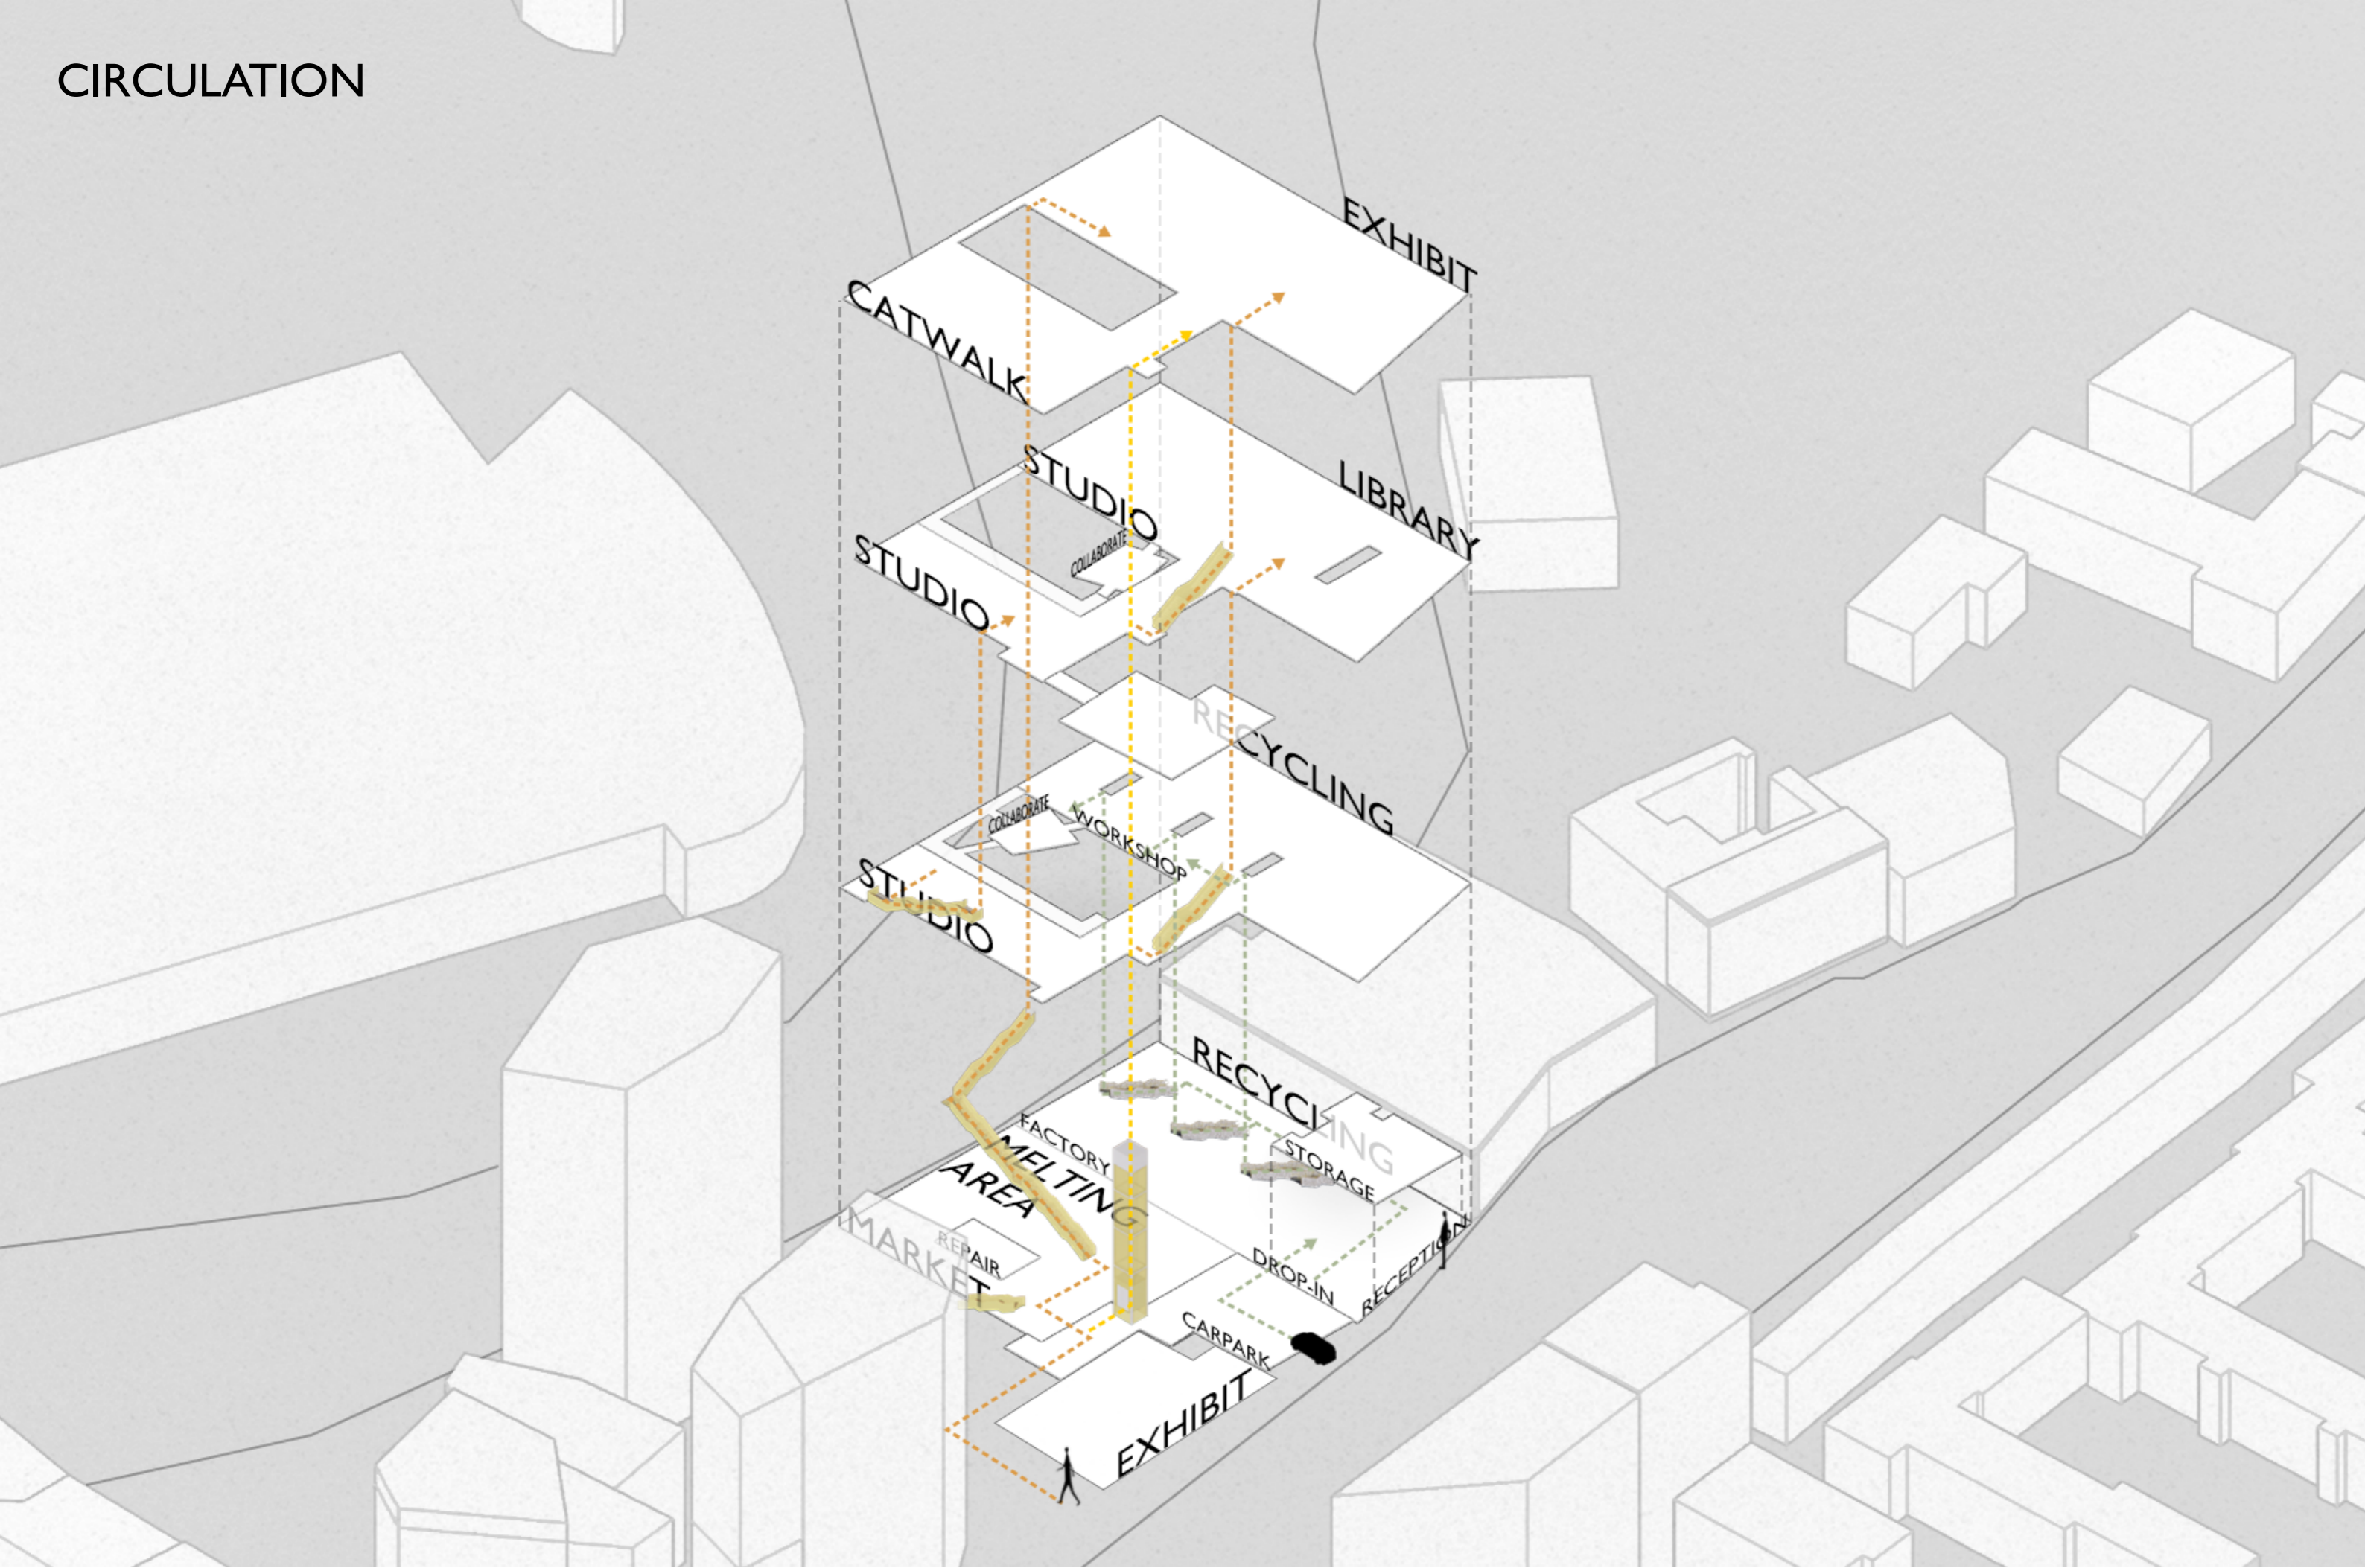 CIRCULATION
EXHIBIT
CATWALK
STUDIO
LIBRARY
COLLABORATE
STUDIO
RECYCLING
COLLABORATE
WORKSHOP
STUDIO
RECYCLING
FACTORY
MELTING
AREA
STORAGE
MARKET
REPAIR
DROP-IN
RECEPTION
CARPARK
EXHIBIT